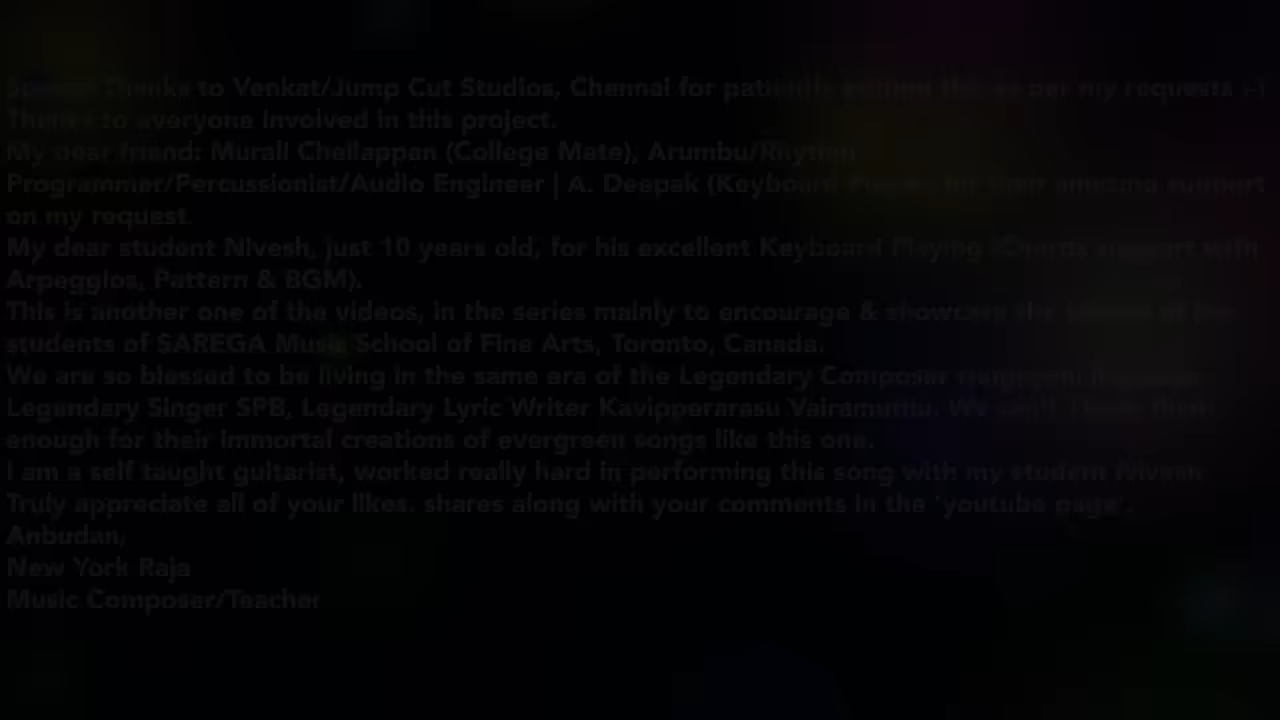 Special Thanks to Venkat/Jump Cut Studios, Chennai for patiently editing this as per my requests :-)
Thanks to everyone involved in this project.
My dear friend: Murali Chellappan (College Mate), Arumbu/Rhythm
Programmer/Percussionist/Audio Engineer | A. Deepak (Keyboard Player) for their amazing support
on my request.
My dear student Nivesh, just 10 years old, for his excellent Keyboard Playing (Chords support with
Arpeggios, Pattern & BGM).
This is another one of the videos, in the series mainly to encourage & showcase the talents of the
students of SAREGA Music School of Fine Arts, Toronto, Canada.
We are so blessed to be living in the same era of the Legendary Composer
Legendary Singer SPB, Legendary Lyric Writer Kavipperarasu Vairamuthu. We can't thank them
enough for their immortal creations of evergreen songs like this one.
I am a self taught guitarist, worked really hard in performing this song with my student Nivesh.
Truly appreciate all of your likes. shares along with your comments in the 'youtube page'.
Anbudan,
New York Raja
Music Composer/Teacher